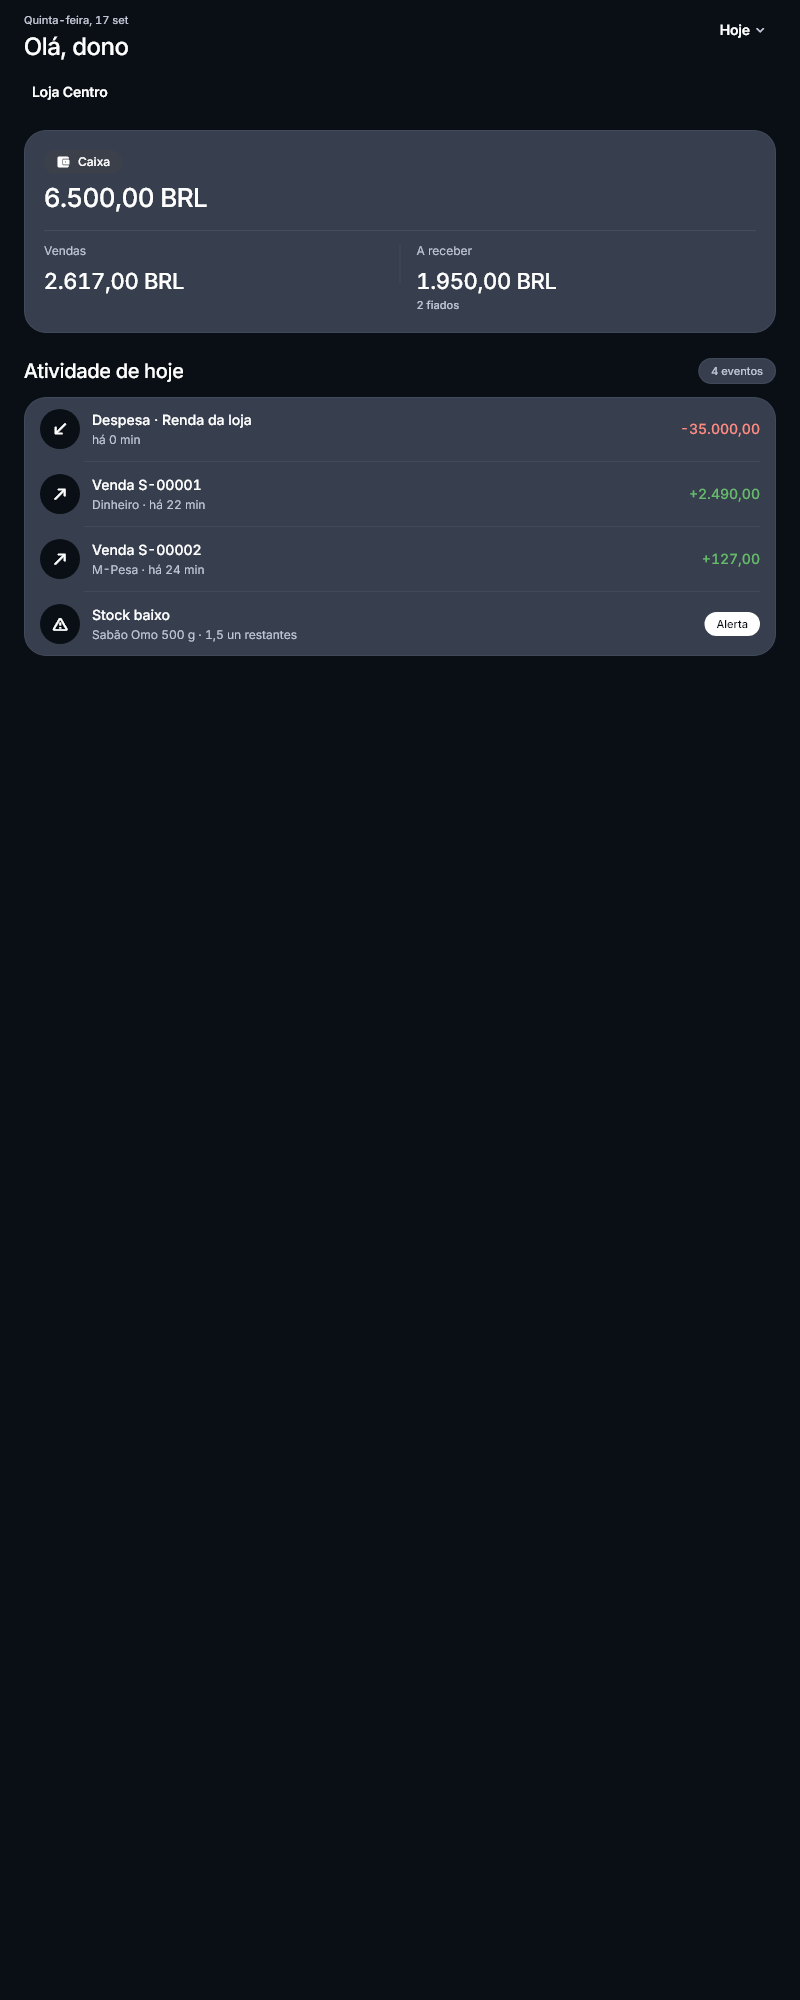 Quinta-feira, 17 set
Olá, dono
Hoje
Loja Centro
Caixa
6.500,00 BRL
Vendas
2.617,00 BRL
A receber
1.950,00 BRL
2 fiados
Atividade de hoje
4 eventos
Despesa · Renda da loja
há 0 min
-35.000,00
Venda S-00001
Dinheiro · há 22 min
+2.490,00
Venda S-00002
M-Pesa · há 24 min
+127,00
Stock baixo
Sabão Omo 500 g · 1,5 un restantes
Alerta